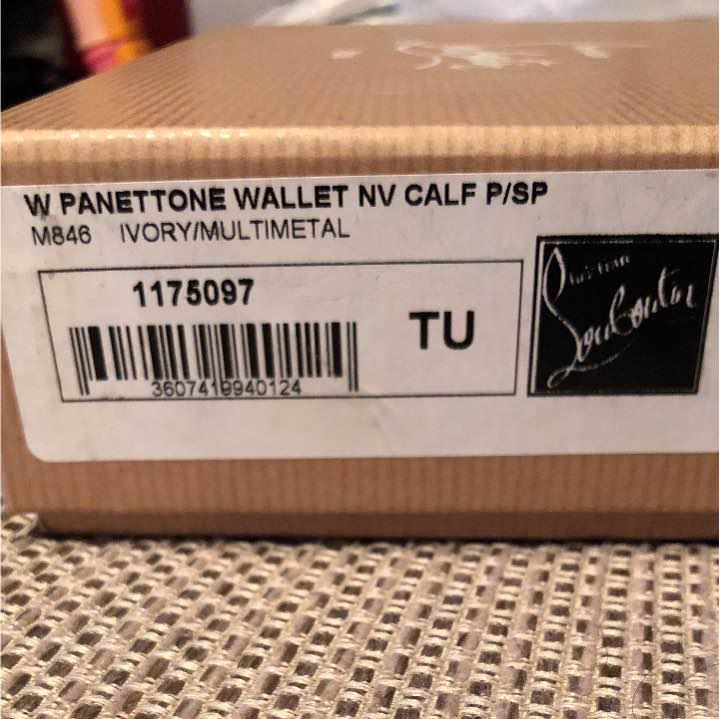 W PANETTONE WALLET NV CALF P/SP
M846 IVORY/MULTIMETAL
1175097
TU
3607419940124
Christian
Louboutin